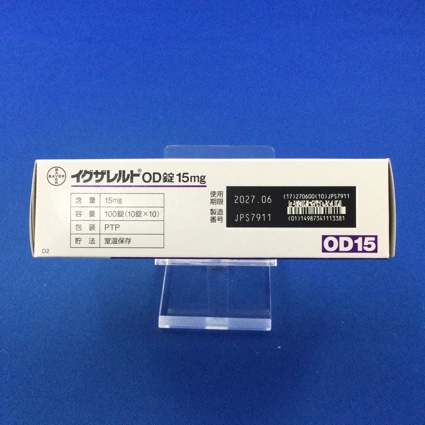 BAYER
イグザレルト®OD錠15mg
含量 15mg
容量 100錠(10錠×10)
包装 PTP
貯法 室温保存
使用期限 2027.06
製造番号 JPS7911
(17)270600(10)JPS7911
(01)14987341113381
OD15
D2